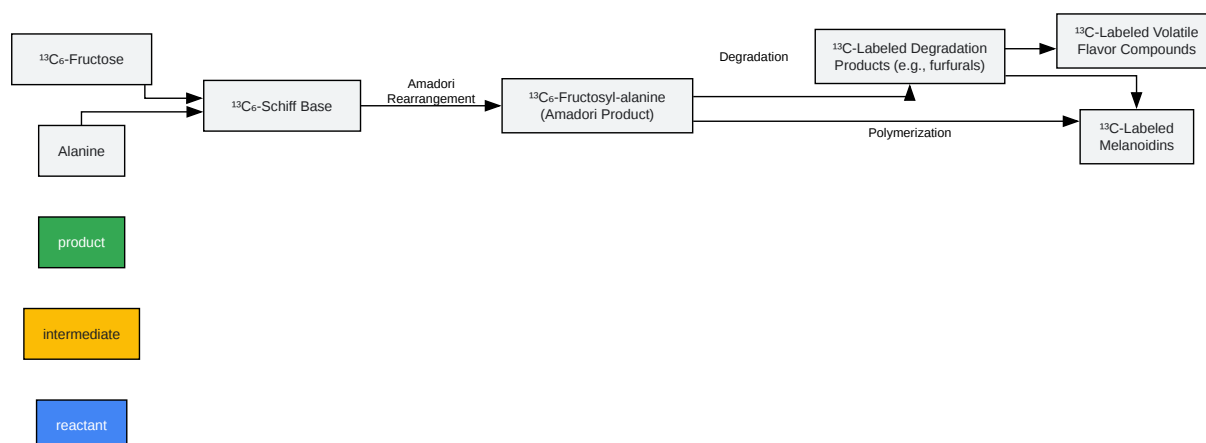 ¹³C₆-Fructose
Alanine
¹³C₆-Schiff Base
Amadori
Rearrangement
¹³C₆-Fructosyl-alanine
(Amadori Product)
Degradation
Polymerization
¹³C-Labeled Degradation
Products (e.g., furfurals)
¹³C-Labeled Volatile
Flavor Compounds
¹³C-Labeled
Melanoidins
product
intermediate
reactant